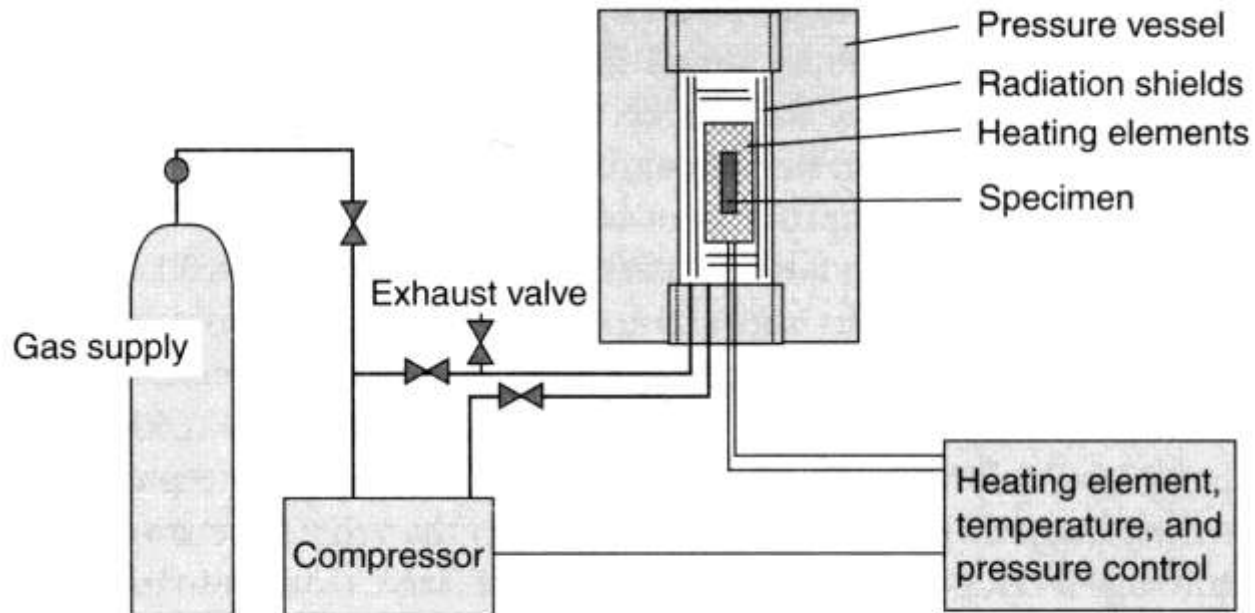 Pressure vessel
Radiation shields
Heating elements
Specimen
Exhaust valve
Gas supply
Compressor
Heating element,
temperature, and
pressure control